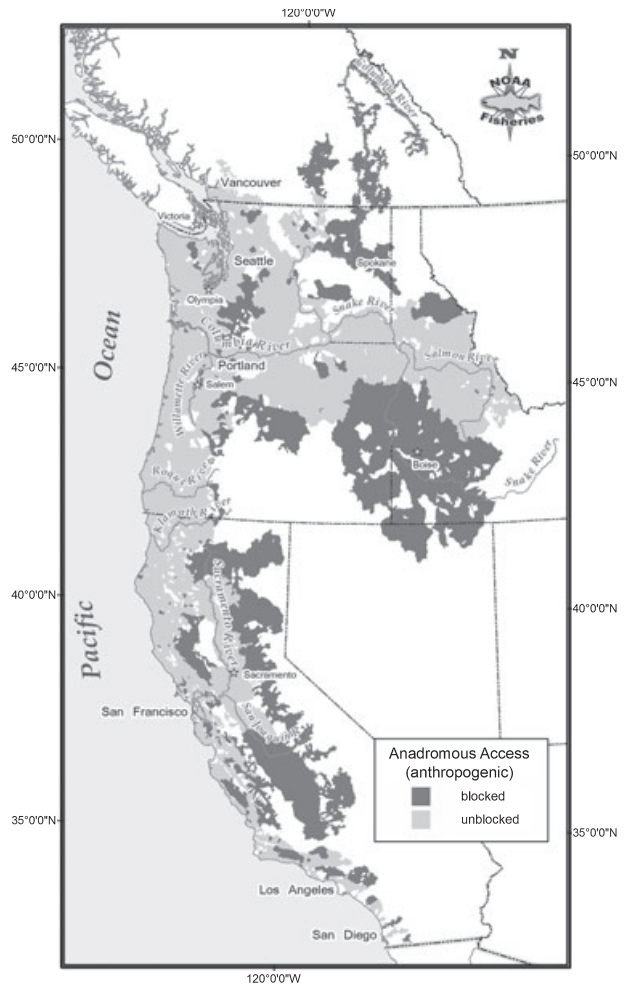 120°0'0"W
N
NOAA
Fisheries
Columbia River
50°0'0"N
50°0'0"N
Vancouver
Victoria
Seattle
Spokane
Olympia
Snake River
Columbia River
Ocean
45°0'0"N
45°0'0"N
Portland
Salmon River
Salem
Willamette River
Boise
Snake River
Rogue River
Klamath River
40°0'0"N
40°0'0"N
Sacramento River
Pacific
Sacramento
San Francisco
San Joaquin R
Anadromous Access
(anthropogenic)
blocked
unblocked
35°0'0"N
35°0'0"N
Los Angeles
San Diego
120°0'0"W